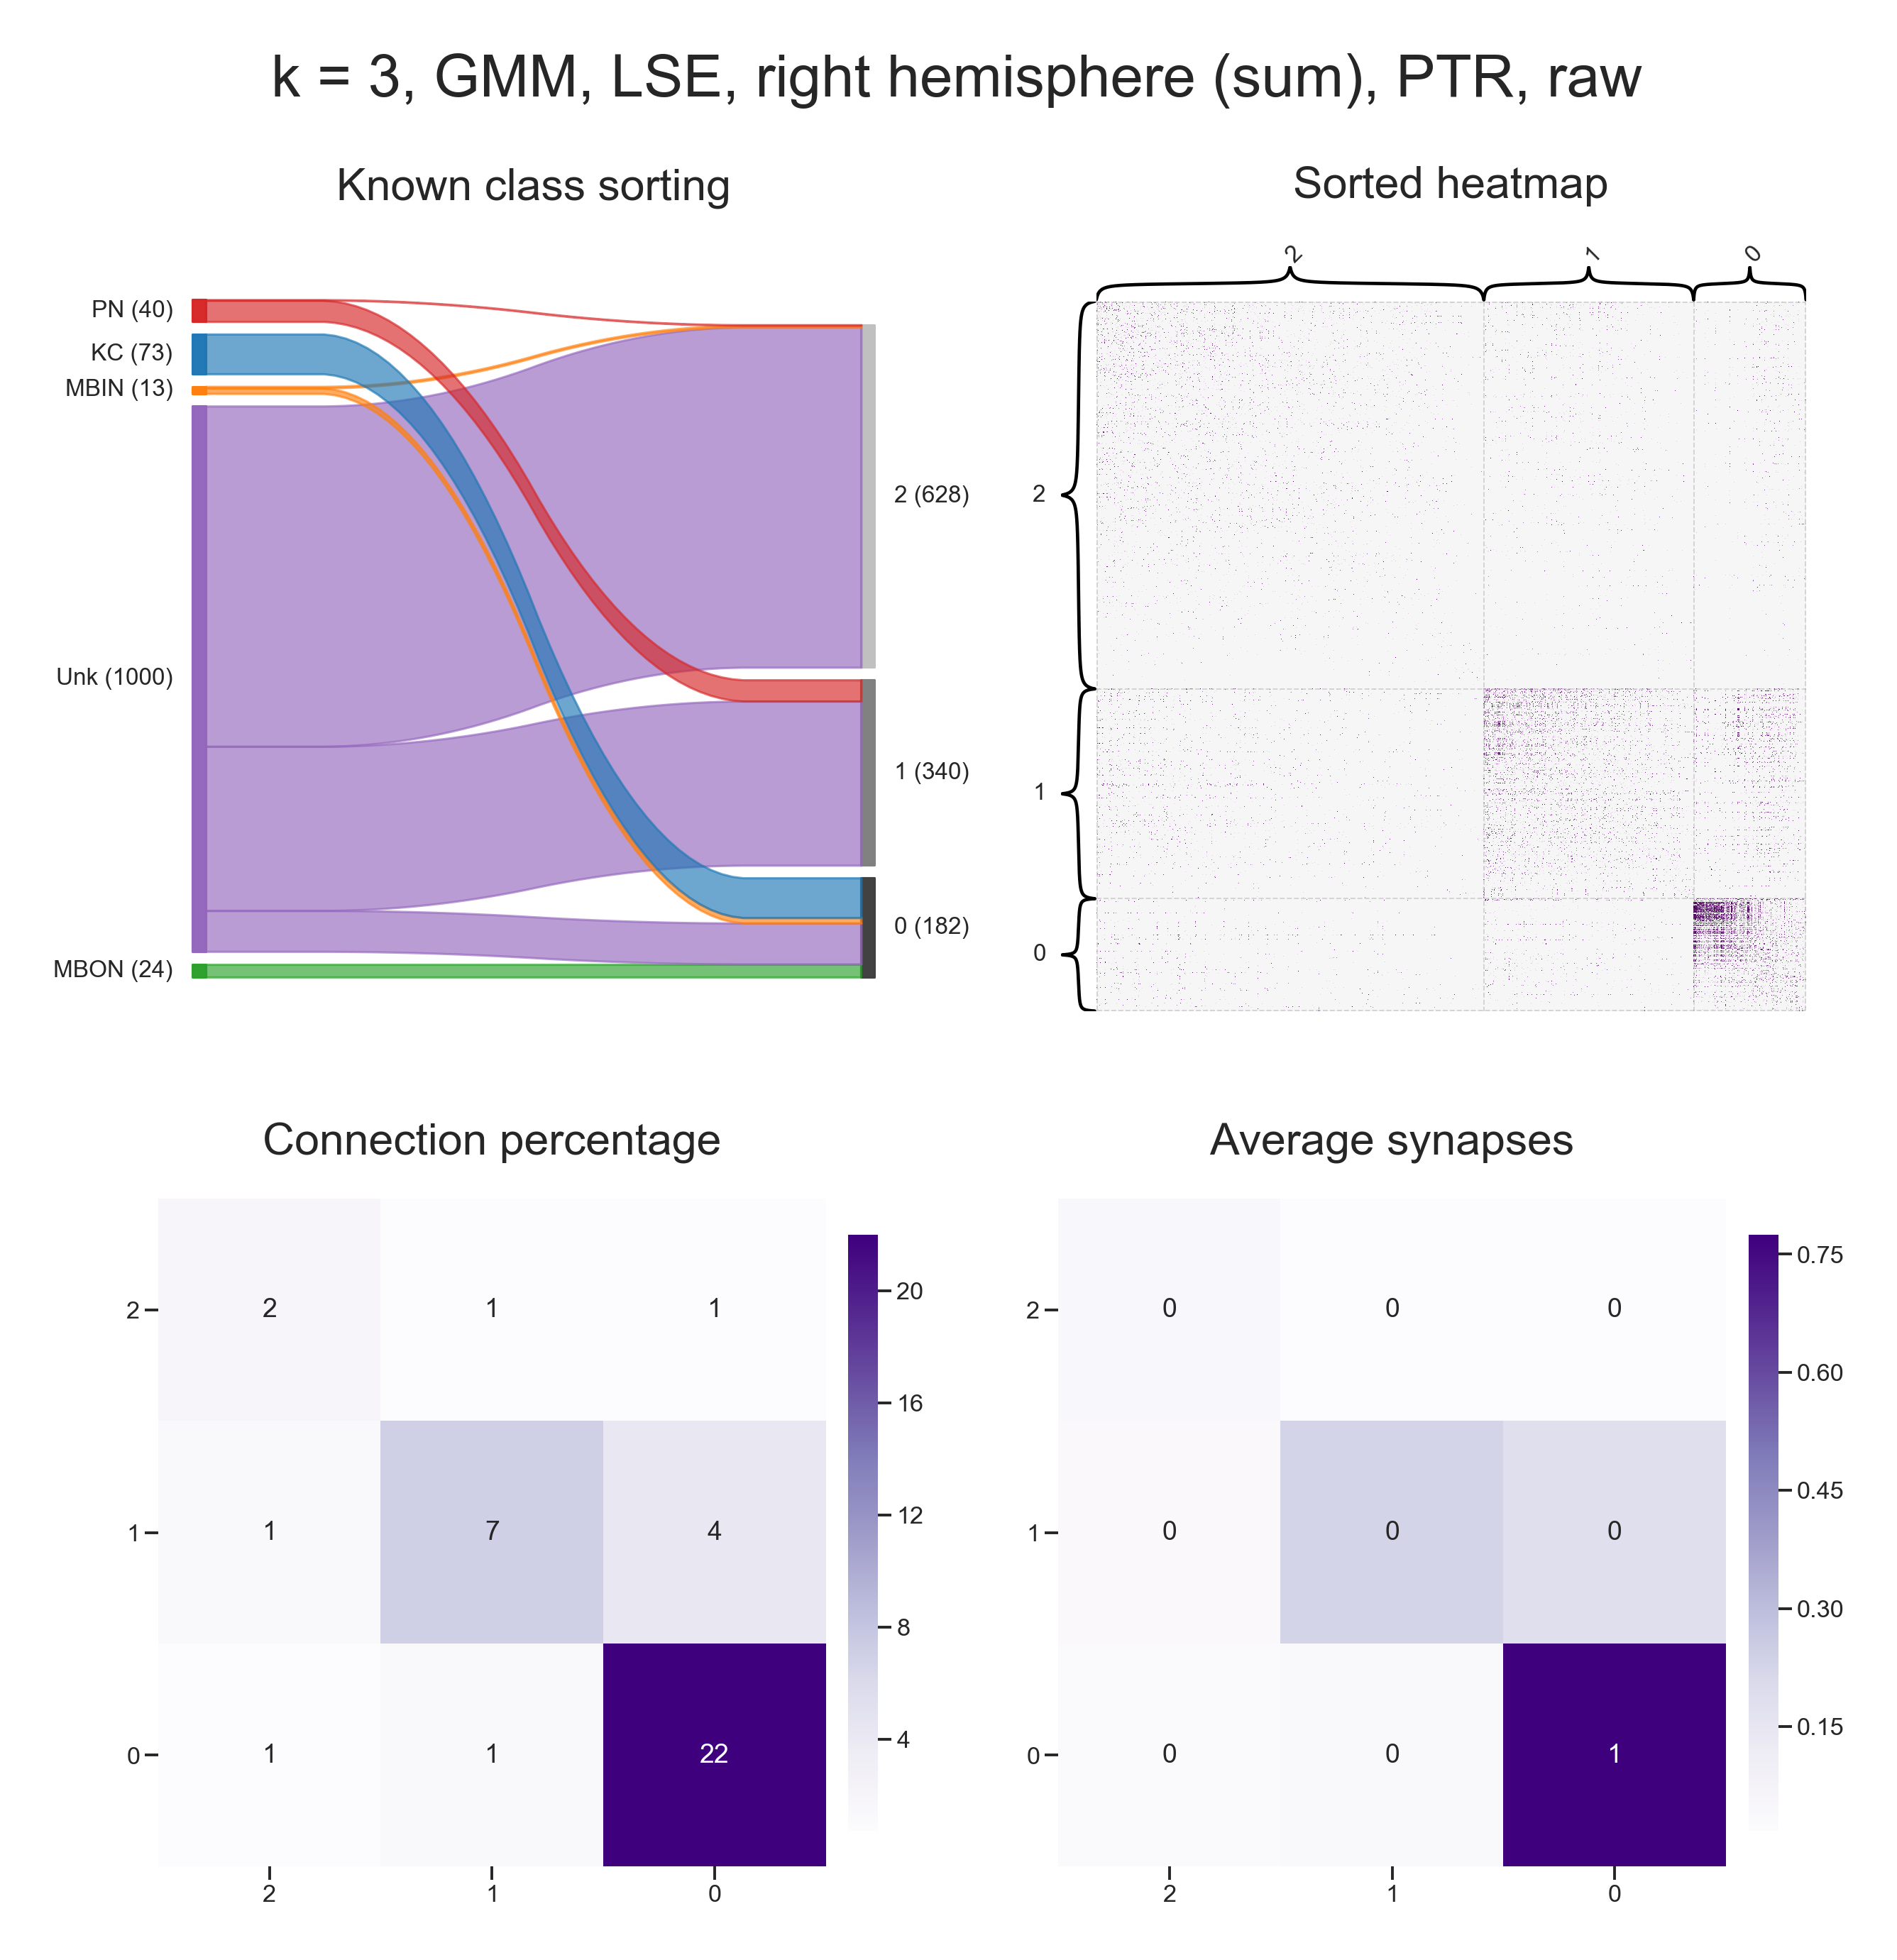 k = 3, GMM, LSE, right hemisphere (sum), PTR, raw
Known class sorting
PN (40)
KC (73)
MBIN (13)
Unk (1000)
MBON (24)
2 (628)
1 (340)
0 (182)
Sorted heatmap
2 1 0
2
1
0
Connection percentage
2 2 1 1
1 1 7 4
0 1 1 22
2 1 0
20
16
12
8
4
Average synapses
2 0 0 0
1 0 0 0
0 0 0 1
2 1 0
0.75
0.60
0.45
0.30
0.15